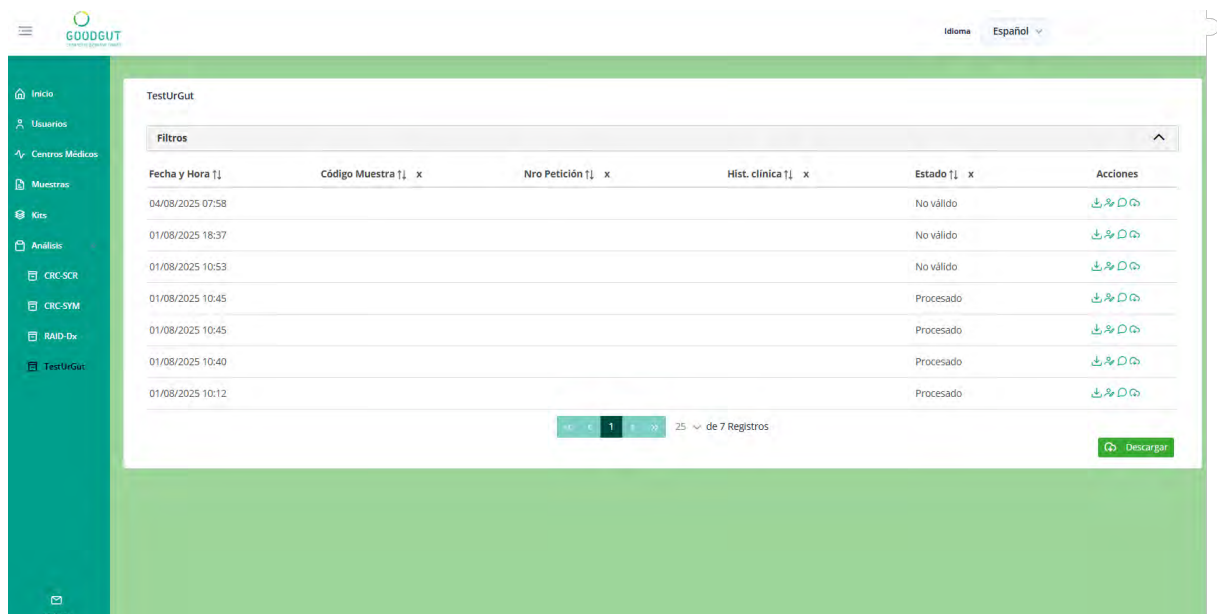 GOODGUT
Idioma Español
Inicio
Usuarios
Centros Médicos
Muestras
Kits
Análisis
CRC-SCR
CRC-SYM
RAID-Dx
TestUrGut
TestUrGut
Filtros
Fecha y Hora ↑↓ Código Muestra ↑↓ x Nro Petición ↑↓ x Hist. clínica ↑↓ x Estado ↑↓ x Acciones
04/08/2025 07:58 No válido
01/08/2025 18:37 No válido
01/08/2025 10:53 No válido
01/08/2025 10:45 Procesado
01/08/2025 10:45 Procesado
01/08/2025 10:40 Procesado
01/08/2025 10:12 Procesado
<< < 1 > >> 25 de 7 Registros
Descargar